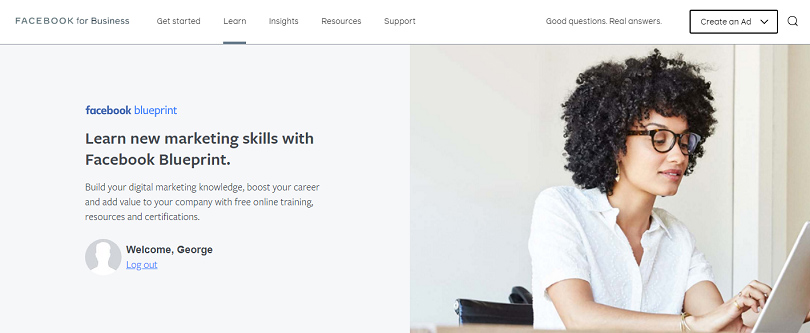 FACEBOOK for Business
Get started
Learn
Insights
Resources
Support
Good questions. Real answers.
Create an Ad
facebook blueprint
Learn new marketing skills with
Facebook Blueprint.
Build your digital marketing knowledge, boost your career
and add value to your company with free online training,
resources and certifications.
Welcome, George
Log out